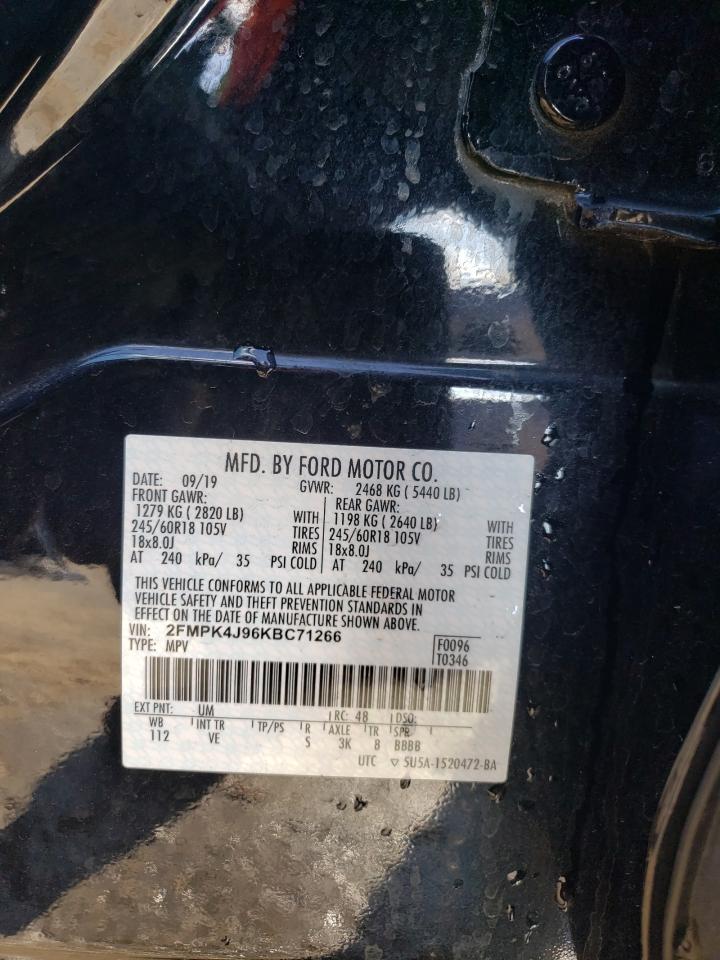 MFD. BY FORD MOTOR CO.
DATE: 09/19 GVWR: 2468 KG ( 5440 LB)
FRONT GAWR: REAR GAWR:
1279 KG ( 2820 LB) WITH 1198 KG ( 2640 LB) WITH
245/60R18 105V TIRES 245/60R18 105V TIRES
18x8.0J RIMS 18x8.0J RIMS
AT 240 kPa/ 35 PSI COLD AT 240 kPa/ 35 PSI COLD
THIS VEHICLE CONFORMS TO ALL APPLICABLE FEDERAL MOTOR
VEHICLE SAFETY AND THEFT PREVENTION STANDARDS IN
EFFECT ON THE DATE OF MANUFACTURE SHOWN ABOVE.
VIN: 2FMPK4J96KBC71266 F0096
TYPE: MPV T0346
EXT PNT: UM RC: 48 DSO:
WB INT TR TP/PS R AXLE TR SPR
112 VE S 3K 8 BBBB
UTC ▽ 5U5A-1520472-BA